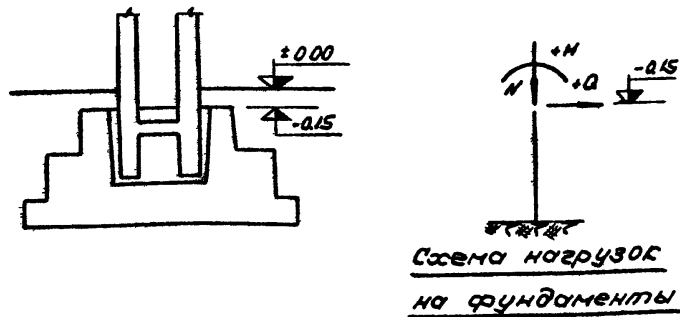 ±0.00
-0.15
+М
N
+Q
-0.15
Схема нагрузок
на фундаменты